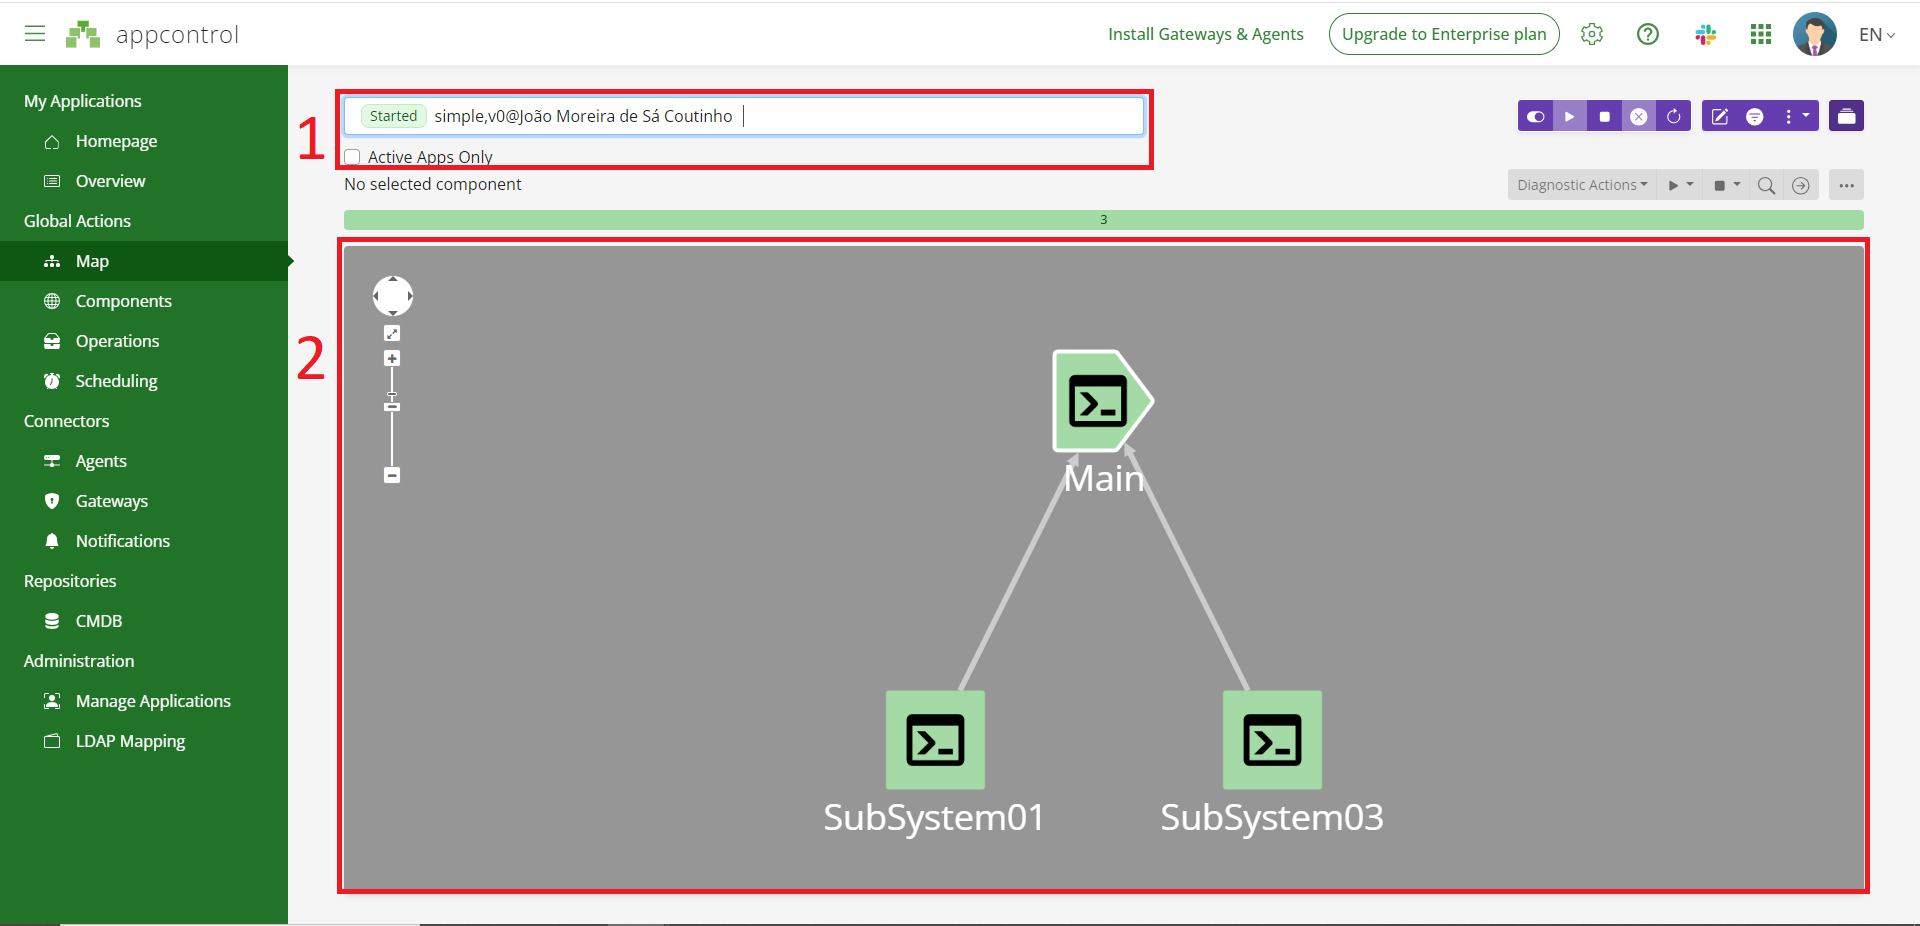 appcontrol
Install Gateways & Agents
Upgrade to Enterprise plan
EN
My Applications
Homepage
Overview
Global Actions
Map
Components
Operations
Scheduling
Connectors
Agents
Gateways
Notifications
Repositories
CMDB
Administration
Manage Applications
LDAP Mapping
1
Started simple,v0@João Moreira de Sá Coutinho
Active Apps Only
No selected component
Diagnostic Actions
3
2
Main
SubSystem01
SubSystem03